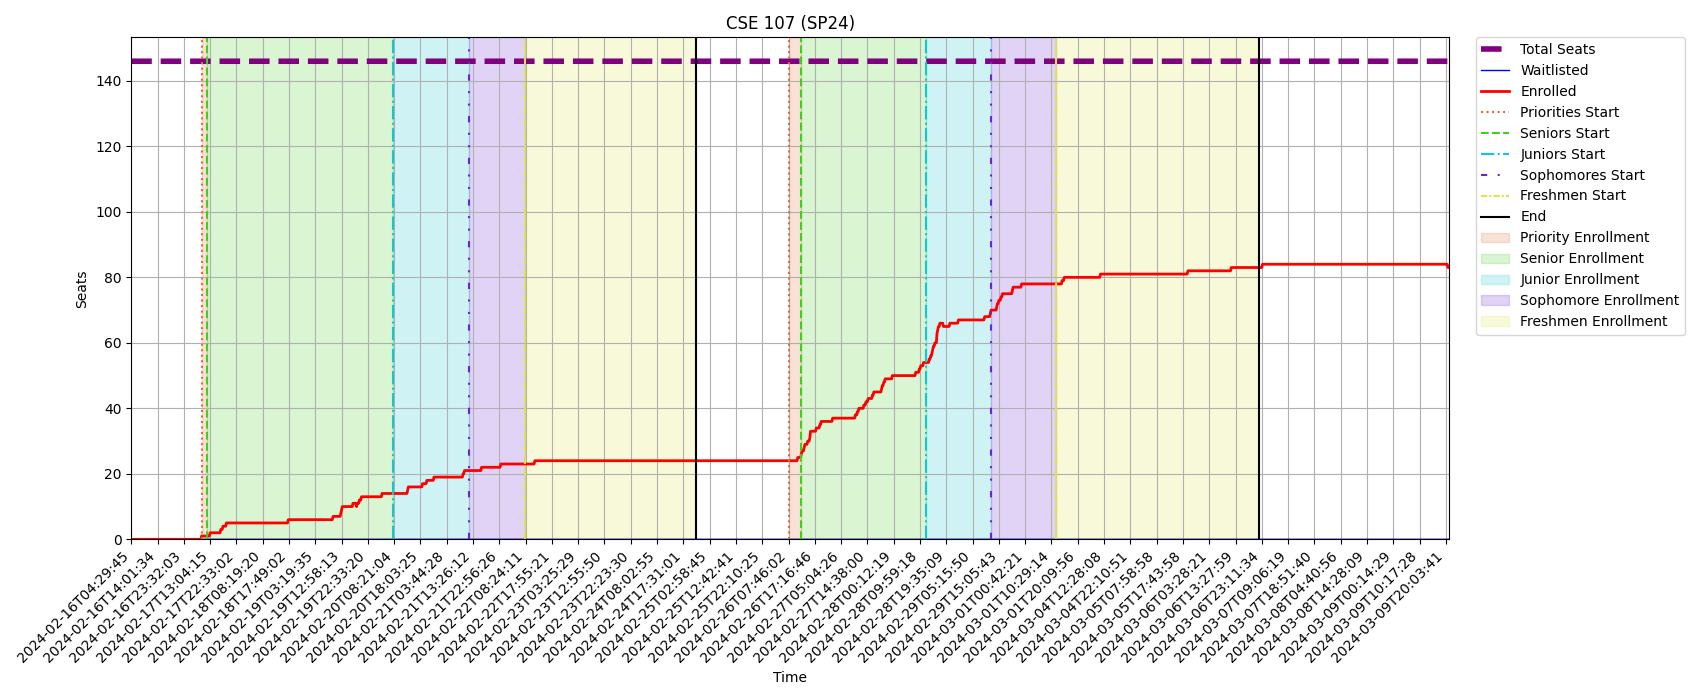 CSE 107 (SP24)
Seats
140
120
100
80
60
40
20
0
2024-02-16T04:29:45
2024-02-16T14:01:34
2024-02-16T23:32:03
2024-02-17T13:04:15
2024-02-17T22:33:02
2024-02-18T08:19:20
2024-02-18T17:49:02
2024-02-19T03:19:35
2024-02-19T12:58:13
2024-02-19T22:33:20
2024-02-20T08:21:04
2024-02-20T18:03:25
2024-02-21T03:44:28
2024-02-21T13:26:12
2024-02-21T22:56:26
2024-02-22T08:24:11
2024-02-22T17:55:21
2024-02-23T03:25:29
2024-02-23T12:55:50
2024-02-23T22:23:30
2024-02-24T08:02:55
2024-02-24T17:31:01
2024-02-25T02:58:45
2024-02-25T12:42:41
2024-02-25T22:10:25
2024-02-26T07:46:02
2024-02-26T17:16:46
2024-02-27T05:04:26
2024-02-27T14:38:00
2024-02-28T00:12:19
2024-02-28T09:59:18
2024-02-28T19:35:09
2024-02-29T05:15:50
2024-02-29T15:05:43
2024-03-01T00:42:21
2024-03-01T10:29:14
2024-03-01T20:09:56
2024-03-04T12:28:08
2024-03-04T22:10:51
2024-03-05T07:58:58
2024-03-05T17:43:58
2024-03-06T03:28:21
2024-03-06T13:27:59
2024-03-06T23:11:34
2024-03-07T09:06:19
2024-03-07T18:51:40
2024-03-08T04:40:56
2024-03-08T14:28:09
2024-03-09T00:14:29
2024-03-09T10:17:28
2024-03-09T20:03:41
Time
Total Seats
Waitlisted
Enrolled
Priorities Start
Seniors Start
Juniors Start
Sophomores Start
Freshmen Start
End
Priority Enrollment
Senior Enrollment
Junior Enrollment
Sophomore Enrollment
Freshmen Enrollment